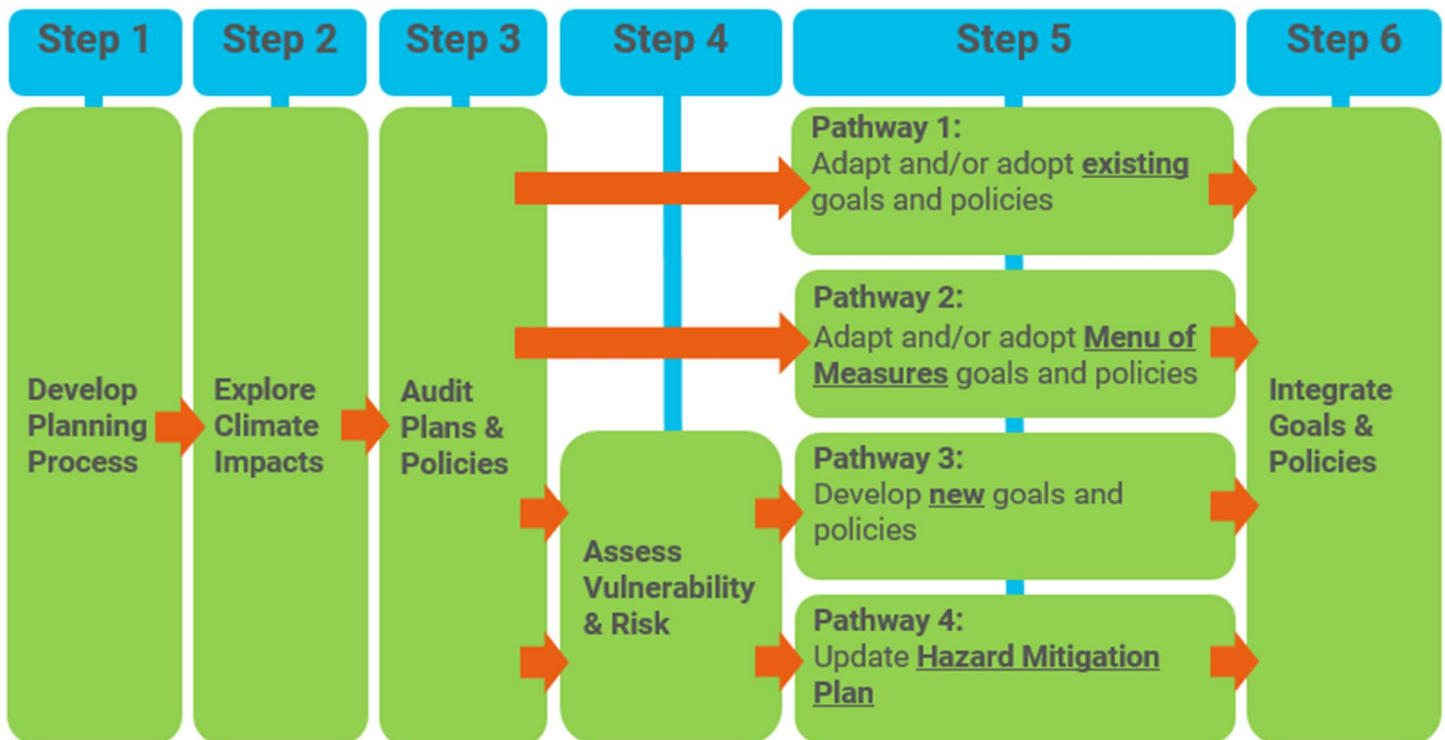 Step 1
Step 2
Step 3
Step 4
Step 5
Step 6
Develop
Planning
Process
Explore
Climate
Impacts
Audit
Plans &
Policies
Assess
Vulnerability
& Risk
Pathway 1:
Adapt and/or adopt existing
goals and policies
Pathway 2:
Adapt and/or adopt Menu of
Measures goals and policies
Pathway 3:
Develop new goals and
policies
Pathway 4:
Update Hazard Mitigation
Plan
Integrate
Goals &
Policies